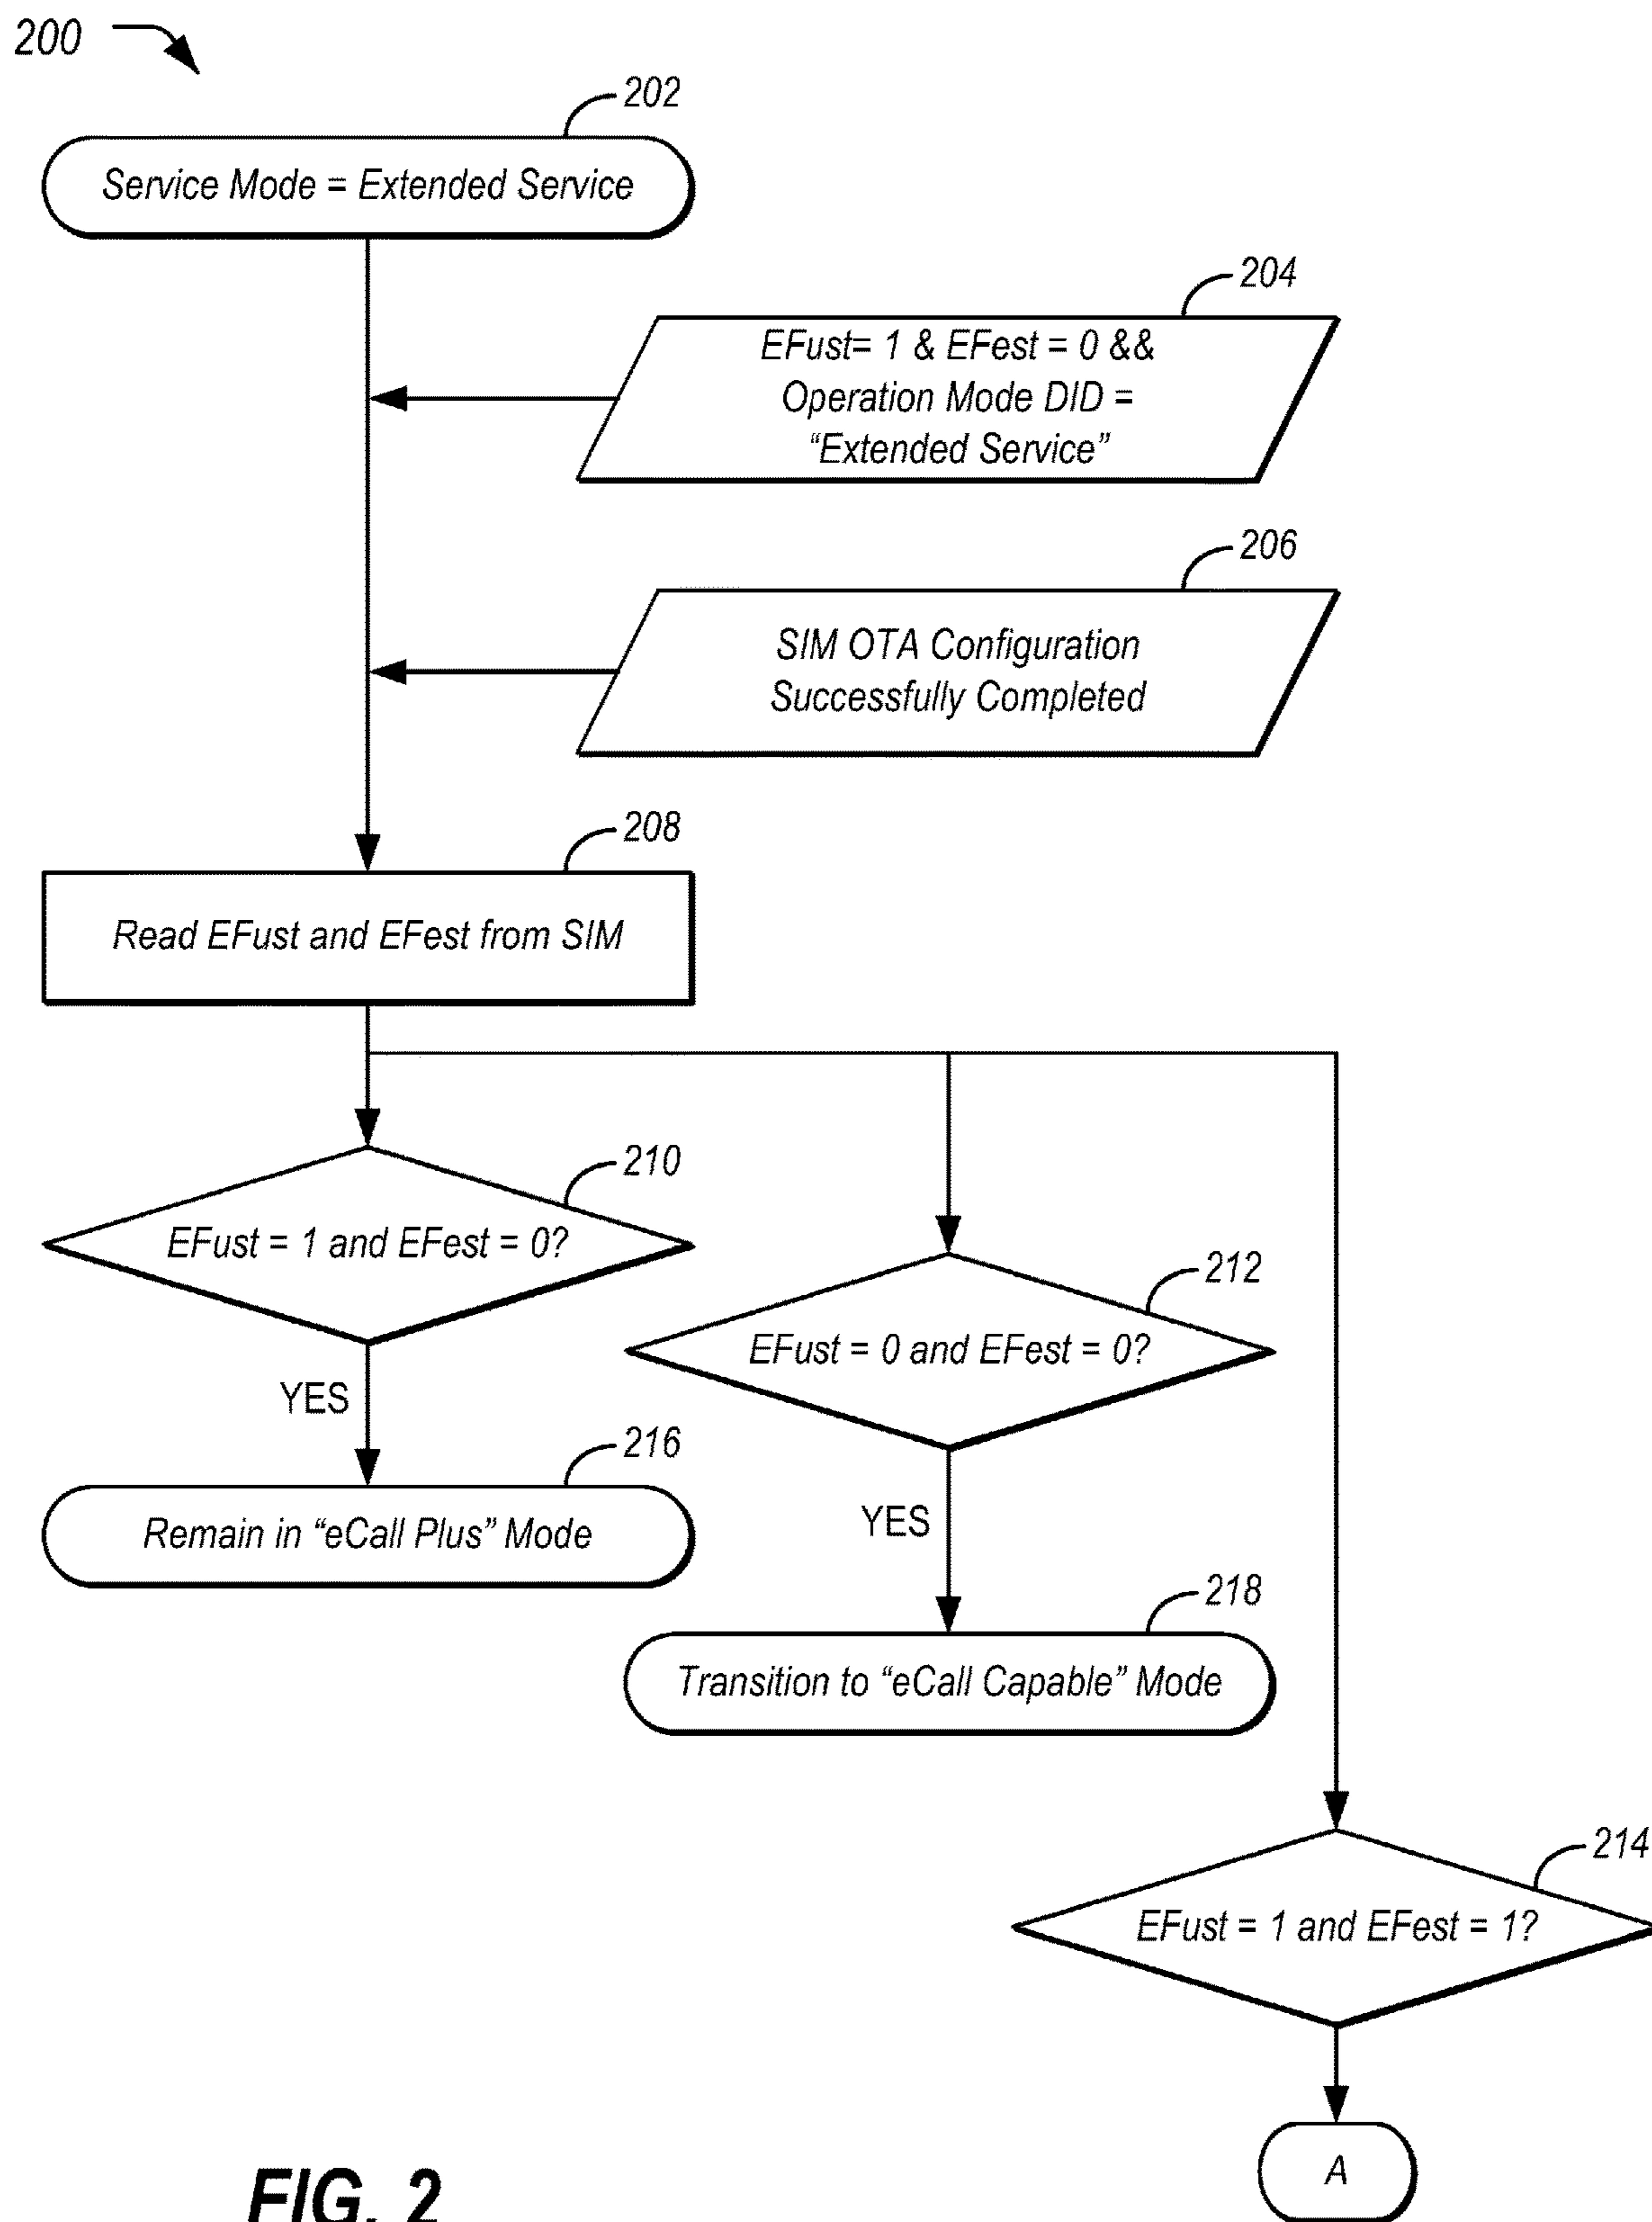 200
202
Service Mode = Extended Service
204
EFust= 1 & EFest = 0 &&
Operation Mode DID =
“Extended Service”
206
SIM OTA Configuration
Successfully Completed
208
Read EFust and EFest from SIM
210
EFust = 1 and EFest = 0?
212
EFust = 0 and EFest = 0?
YES
216
Remain in “eCall Plus” Mode
YES
218
Transition to “eCall Capable” Mode
214
EFust = 1 and EFest = 1?
A
FIG. 2